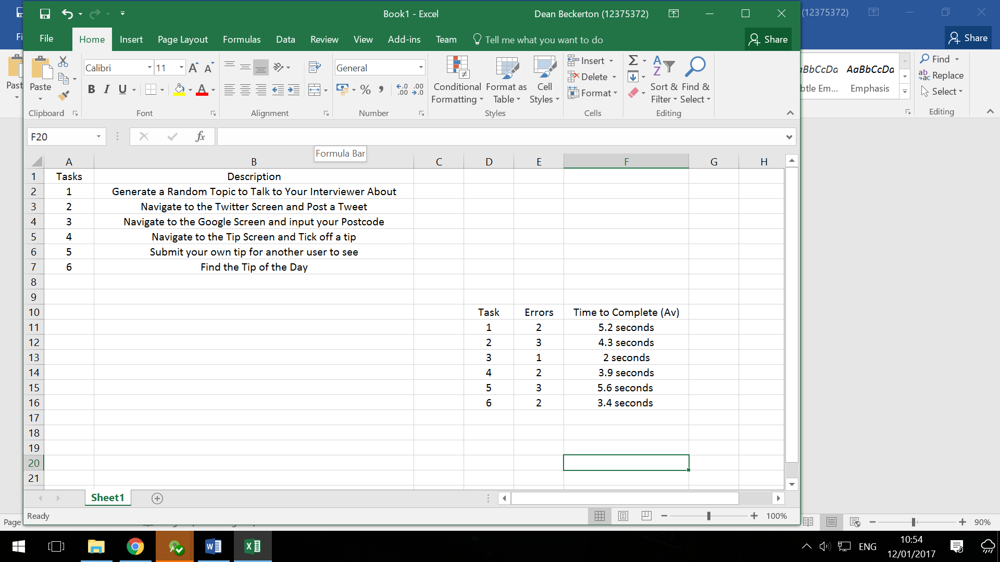 Book1 - Excel
Dean Beckerton (12375372)
(12375372)
File
Home
Insert
Page Layout
Formulas
Data
Review
View
Add-ins
Team
Tell me what you want to do
Share
Share
Paste
Clipboard
Calibri
11
B I U
Font
Alignment
General
%
Number
Conditional Formatting
Format as Table
Cell Styles
Styles
Insert
Delete
Format
Cells
Sort & Filter
Find & Select
Editing
AaBbCcDd
Emphasis
Find
Replace
Select
Editing
F20
fx
Formula Bar
A B C D E F G H
1 Tasks Description
2 1 Generate a Random Topic to Talk to Your Interviewer About
3 2 Navigate to the Twitter Screen and Post a Tweet
4 3 Navigate to the Google Screen and input your Postcode
5 4 Navigate to the Tip Screen and Tick off a tip
6 5 Submit your own tip for another user to see
7 6 Find the Tip of the Day
8
9
10 Task Errors Time to Complete (Av)
11 1 2 5.2 seconds
12 2 3 4.3 seconds
13 3 1 2 seconds
14 4 2 3.9 seconds
15 5 3 5.6 seconds
16 6 2 3.4 seconds
17
18
19
20
21
Sheet1
Ready
100%
Page
90%
ENG
10:54
12/01/2017